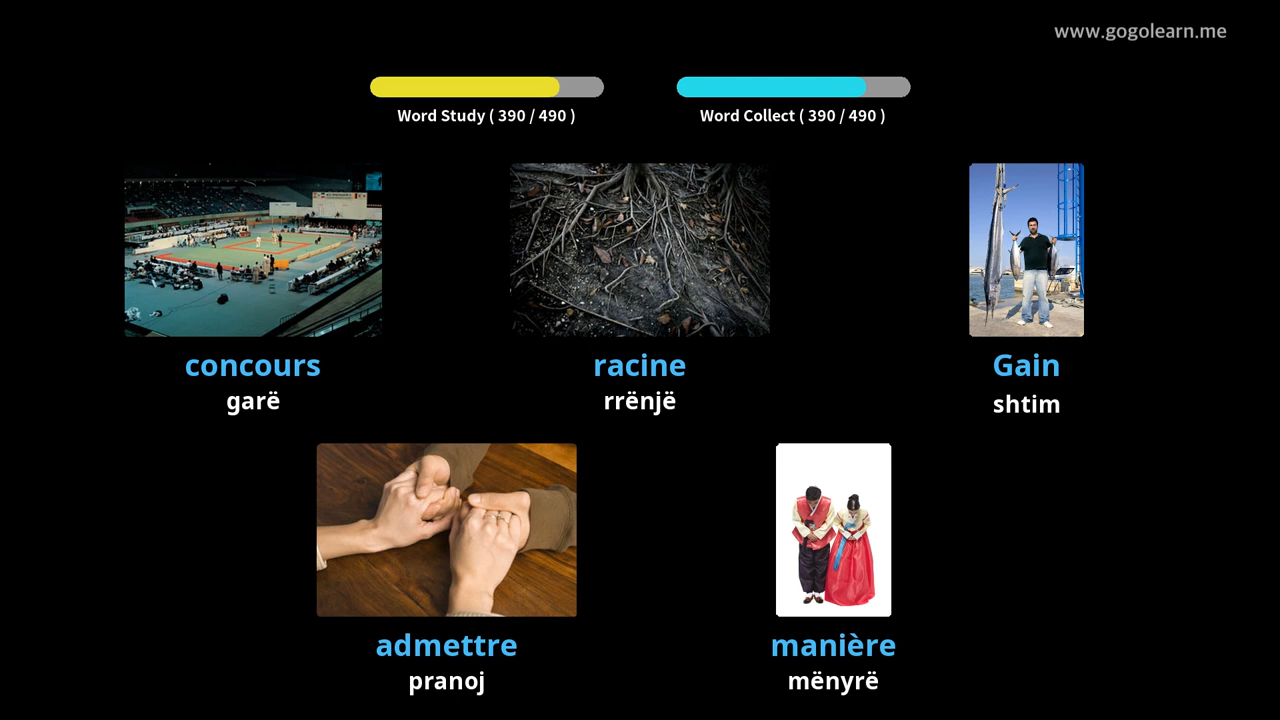 www.gogolearn.me
Word Study ( 390 / 490 )
Word Collect ( 390 / 490 )
concours
garë
racine
rrënjë
Gain
shtim
admettre
pranoj
manière
mënyrë